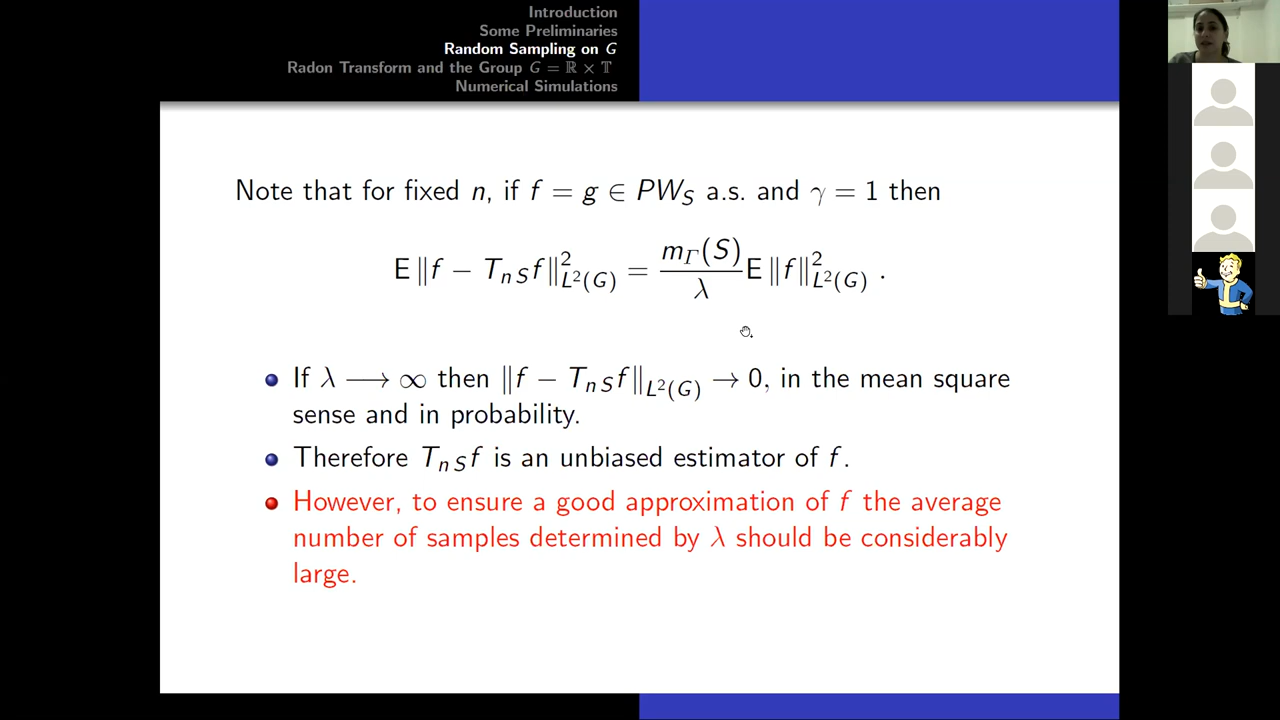 Introduction
Some Preliminaries
Random Sampling on G
Radon Transform and the Group G = ℝ × 𝕋
Numerical Simulations
Note that for fixed n, if f = g ∈ PW_S a.s. and γ = 1 then
E ‖f − T_{n S} f‖²_{L²(G)} = \frac{m_Γ(S)}{λ} E ‖f‖²_{L²(G)} .
If λ ⟶ ∞ then ‖f − T_{n S} f‖_{L²(G)} → 0, in the mean square
sense and in probability.
Therefore T_{n S} f is an unbiased estimator of f.
However, to ensure a good approximation of f the average
number of samples determined by λ should be considerably
large.